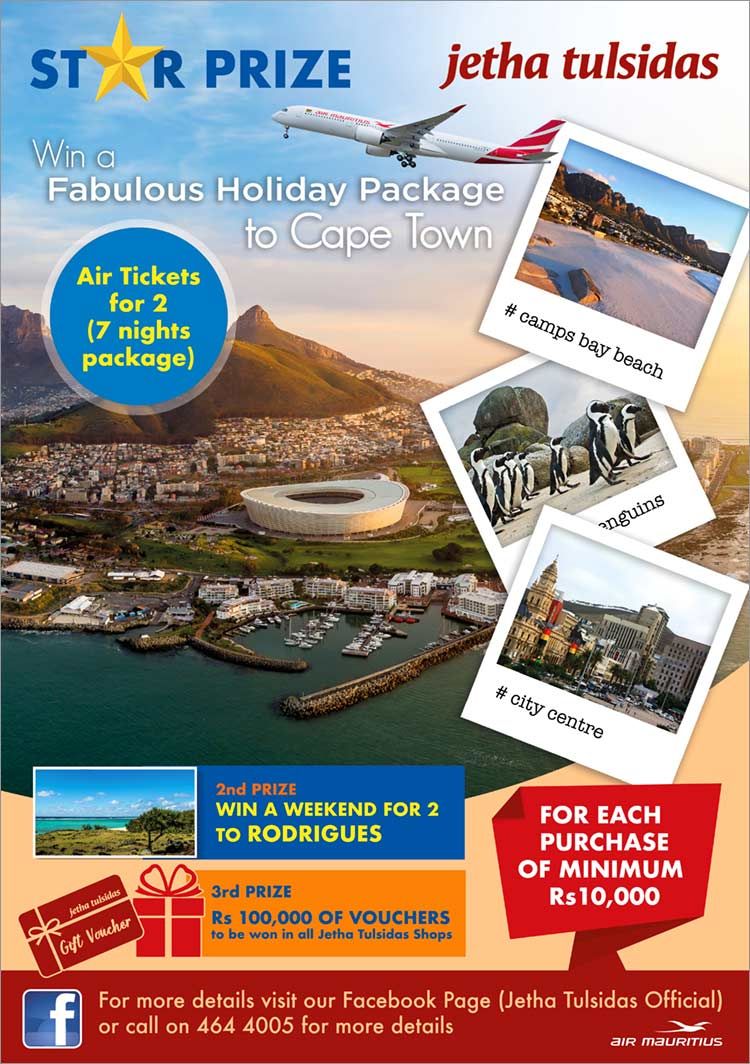 STAR PRIZE
jetha tulsidas
AIR MAURITIUS
Win a
Fabulous Holiday Package
to Cape Town
Air Tickets
for 2
(7 nights
package)
# camps bay beach
enguins
# city centre
2nd PRIZE
WIN A WEEKEND FOR 2
TO RODRIGUES
3rd PRIZE
Rs 100,000 OF VOUCHERS
to be won in all Jetha Tulsidas Shops
jetha tulsidas
Gift Voucher
FOR EACH
PURCHASE
OF MINIMUM
Rs10,000
For more details visit our Facebook Page (Jetha Tulsidas Official)
or call on 464 4005 for more details
f
AIR MAURITIUS